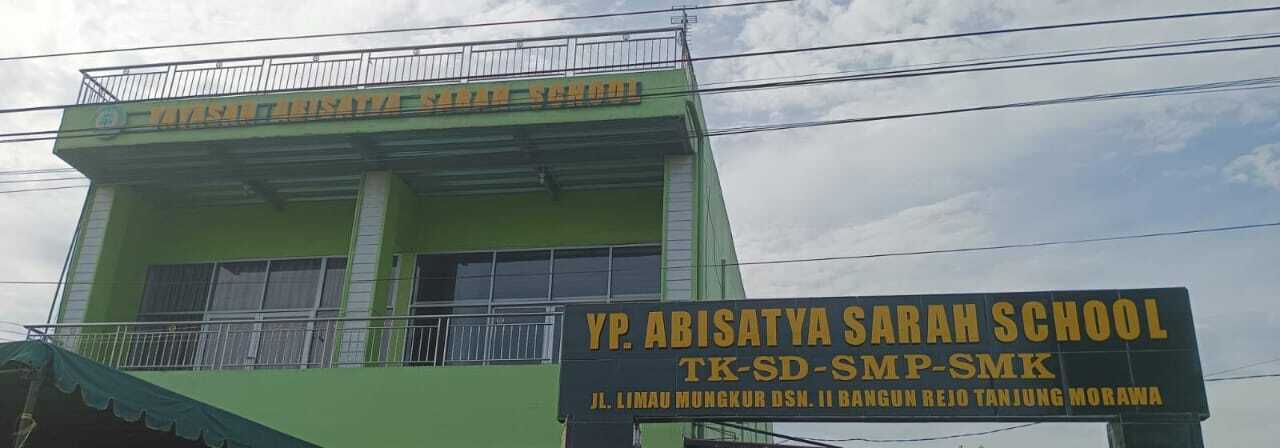 YAYASAN ABISATYA SARAH SCHOOL
YP. ABISATYA SARAH SCHOOL
TK-SD-SMP-SMK
JL. LIMAU MUNGKUR DSN. II BANGUN REJO TANJUNG MORAWA